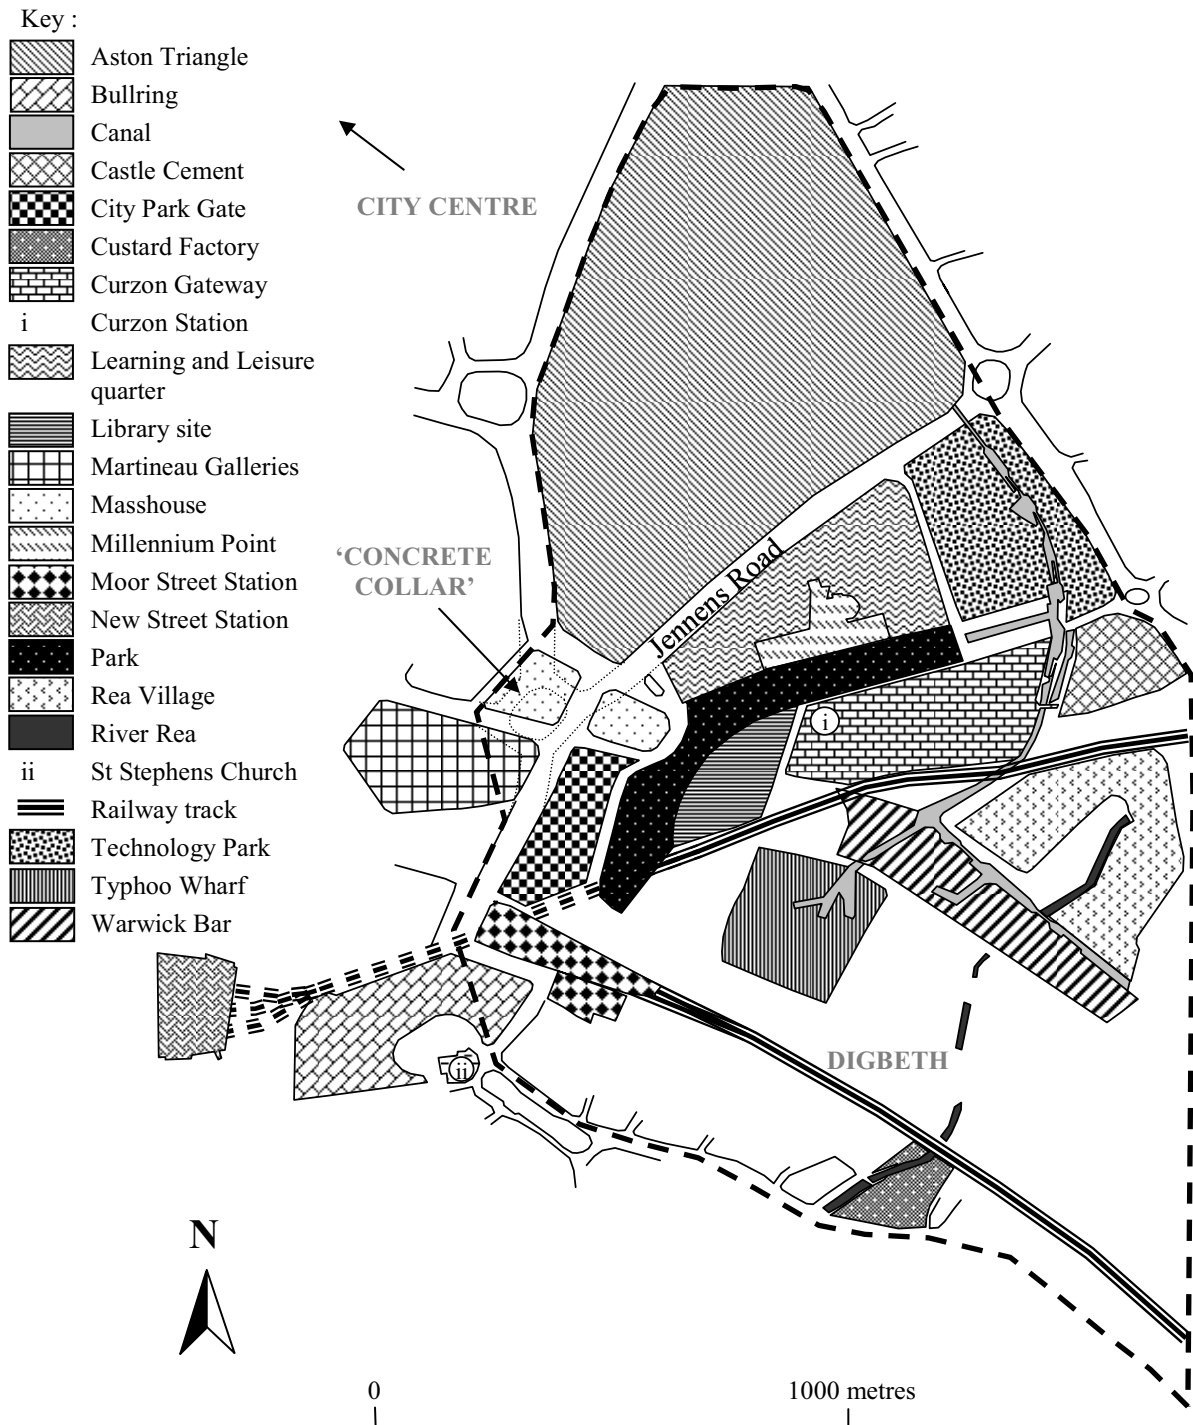 Key :
Aston Triangle
Bullring
Canal
Castle Cement
City Park Gate
Custard Factory
Curzon Gateway
i Curzon Station
Learning and Leisure
quarter
Library site
Martineau Galleries
Masshouse
Millennium Point
Moor Street Station
New Street Station
Park
Rea Village
River Rea
ii St Stephens Church
Railway track
Technology Park
Typhoo Wharf
Warwick Bar
CITY CENTRE
‘CONCRETE
COLLAR’
Jennens Road
i
DIGBETH
ii
N
0 1000 metres